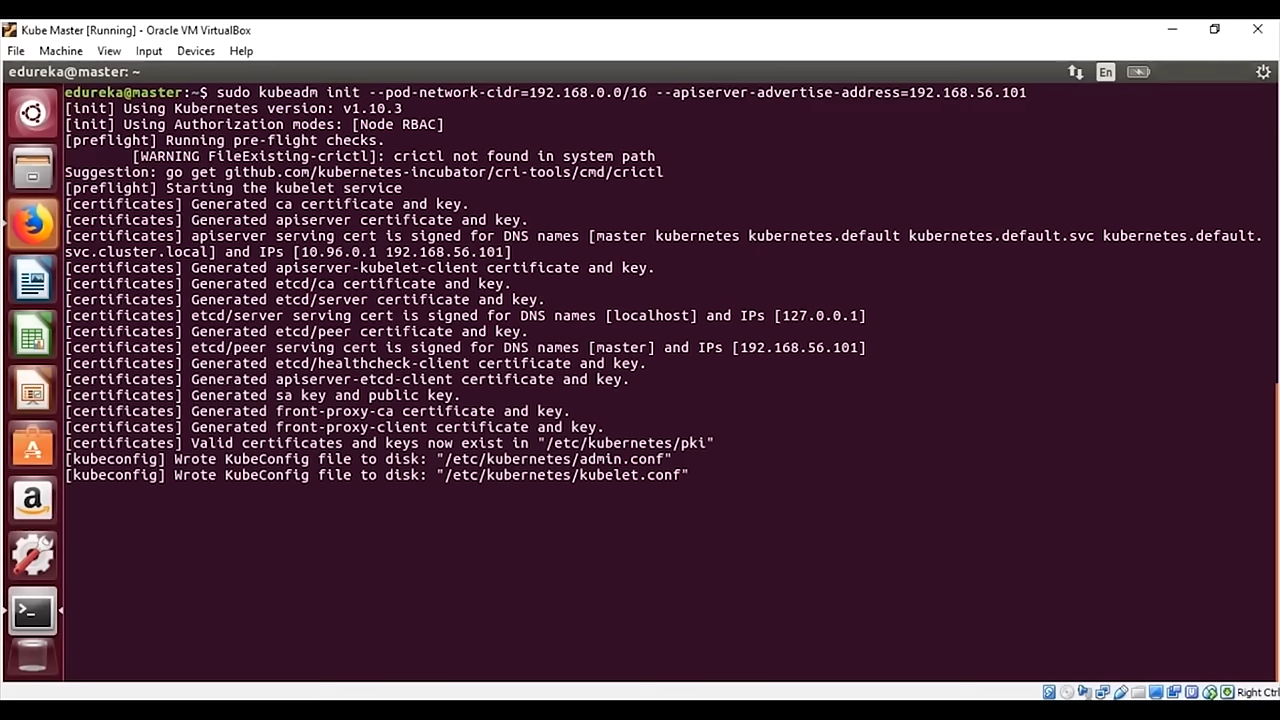 Kube Master [Running] - Oracle VM VirtualBox
File Machine View Input Devices Help
edureka@master: ~
En
edureka@master:~$ sudo kubeadm init --pod-network-cidr=192.168.0.0/16 --apiserver-advertise-address=192.168.56.101
[init] Using Kubernetes version: v1.10.3
[init] Using Authorization modes: [Node RBAC]
[preflight] Running pre-flight checks.
[WARNING FileExisting-crictl]: crictl not found in system path
Suggestion: go get github.com/kubernetes-incubator/cri-tools/cmd/crictl
[preflight] Starting the kubelet service
[certificates] Generated ca certificate and key.
[certificates] Generated apiserver certificate and key.
[certificates] apiserver serving cert is signed for DNS names [master kubernetes kubernetes.default kubernetes.default.svc kubernetes.default.
svc.cluster.local] and IPs [10.96.0.1 192.168.56.101]
[certificates] Generated apiserver-kubelet-client certificate and key.
[certificates] Generated etcd/ca certificate and key.
[certificates] Generated etcd/server certificate and key.
[certificates] etcd/server serving cert is signed for DNS names [localhost] and IPs [127.0.0.1]
[certificates] Generated etcd/peer certificate and key.
[certificates] etcd/peer serving cert is signed for DNS names [master] and IPs [192.168.56.101]
[certificates] Generated etcd/healthcheck-client certificate and key.
[certificates] Generated apiserver-etcd-client certificate and key.
[certificates] Generated sa key and public key.
[certificates] Generated front-proxy-ca certificate and key.
[certificates] Generated front-proxy-client certificate and key.
[certificates] Valid certificates and keys now exist in "/etc/kubernetes/pki"
[kubeconfig] Wrote KubeConfig file to disk: "/etc/kubernetes/admin.conf"
[kubeconfig] Wrote KubeConfig file to disk: "/etc/kubernetes/kubelet.conf"
Right Ctrl